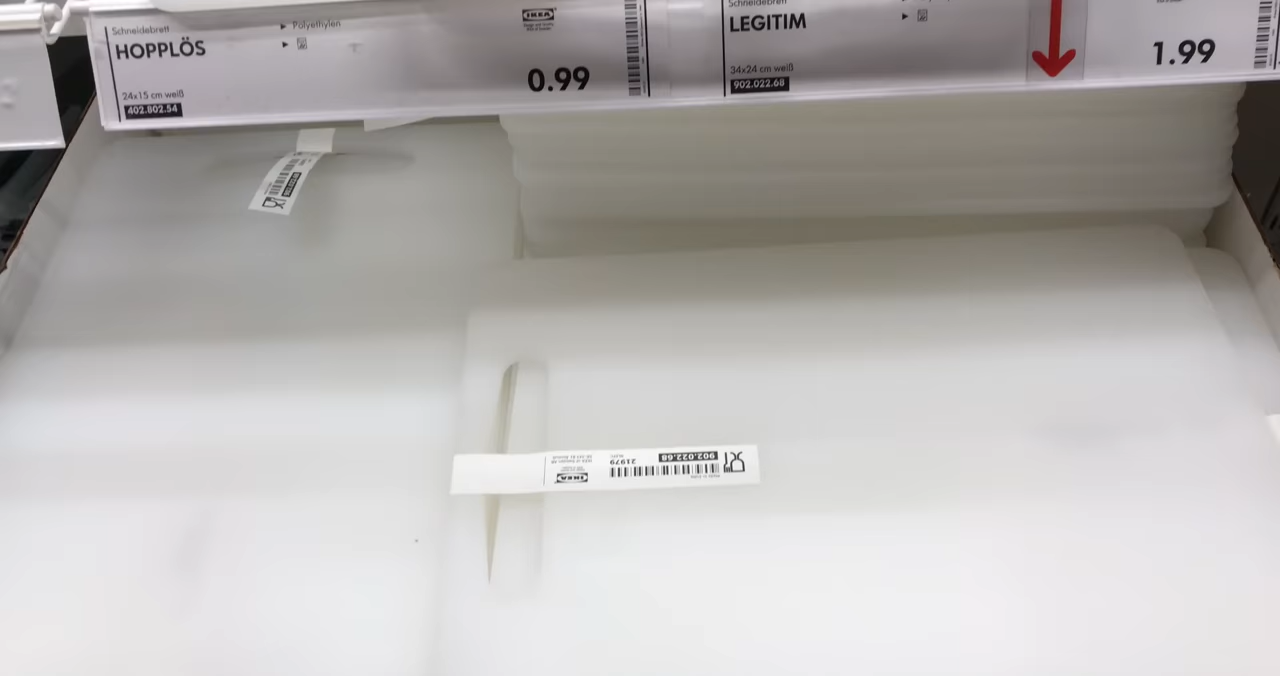 Schneidebrett
HOPPLÖS
24x15 cm weiß
402.802.54
▸ Polyethylen
IKEA
0.99
Schneidebrett
LEGITIM
34x24 cm weiß
902.022.68
1.99
902.022.68
21979
IKEA